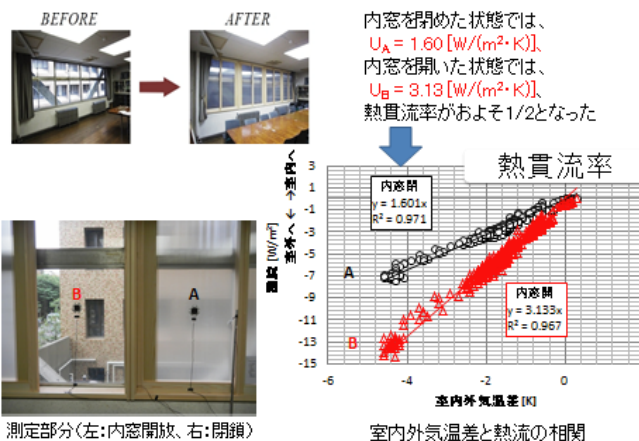 BEFORE
AFTER
内窓を閉めた状態では、
UA = 1.60 [W/(m²・K)]、
内窓を開いた状態では、
UB = 3.13 [W/(m²・K)]、
熱貫流率がおよそ1/2となった
熱貫流率
室外へ ← → 室内へ
熱流 [W/m²]
3
1
-1
-3
-5
-7
-9
-11
-13
-15
内窓閉
y = 1.601x
R² = 0.971
A
内窓開
y = 3.133x
R² = 0.967
B
-6
-4
-2
0
室内外気温差 [K]
B
A
測定部分(左:内窓開放、右:閉鎖)
室内外気温差と熱流の相関